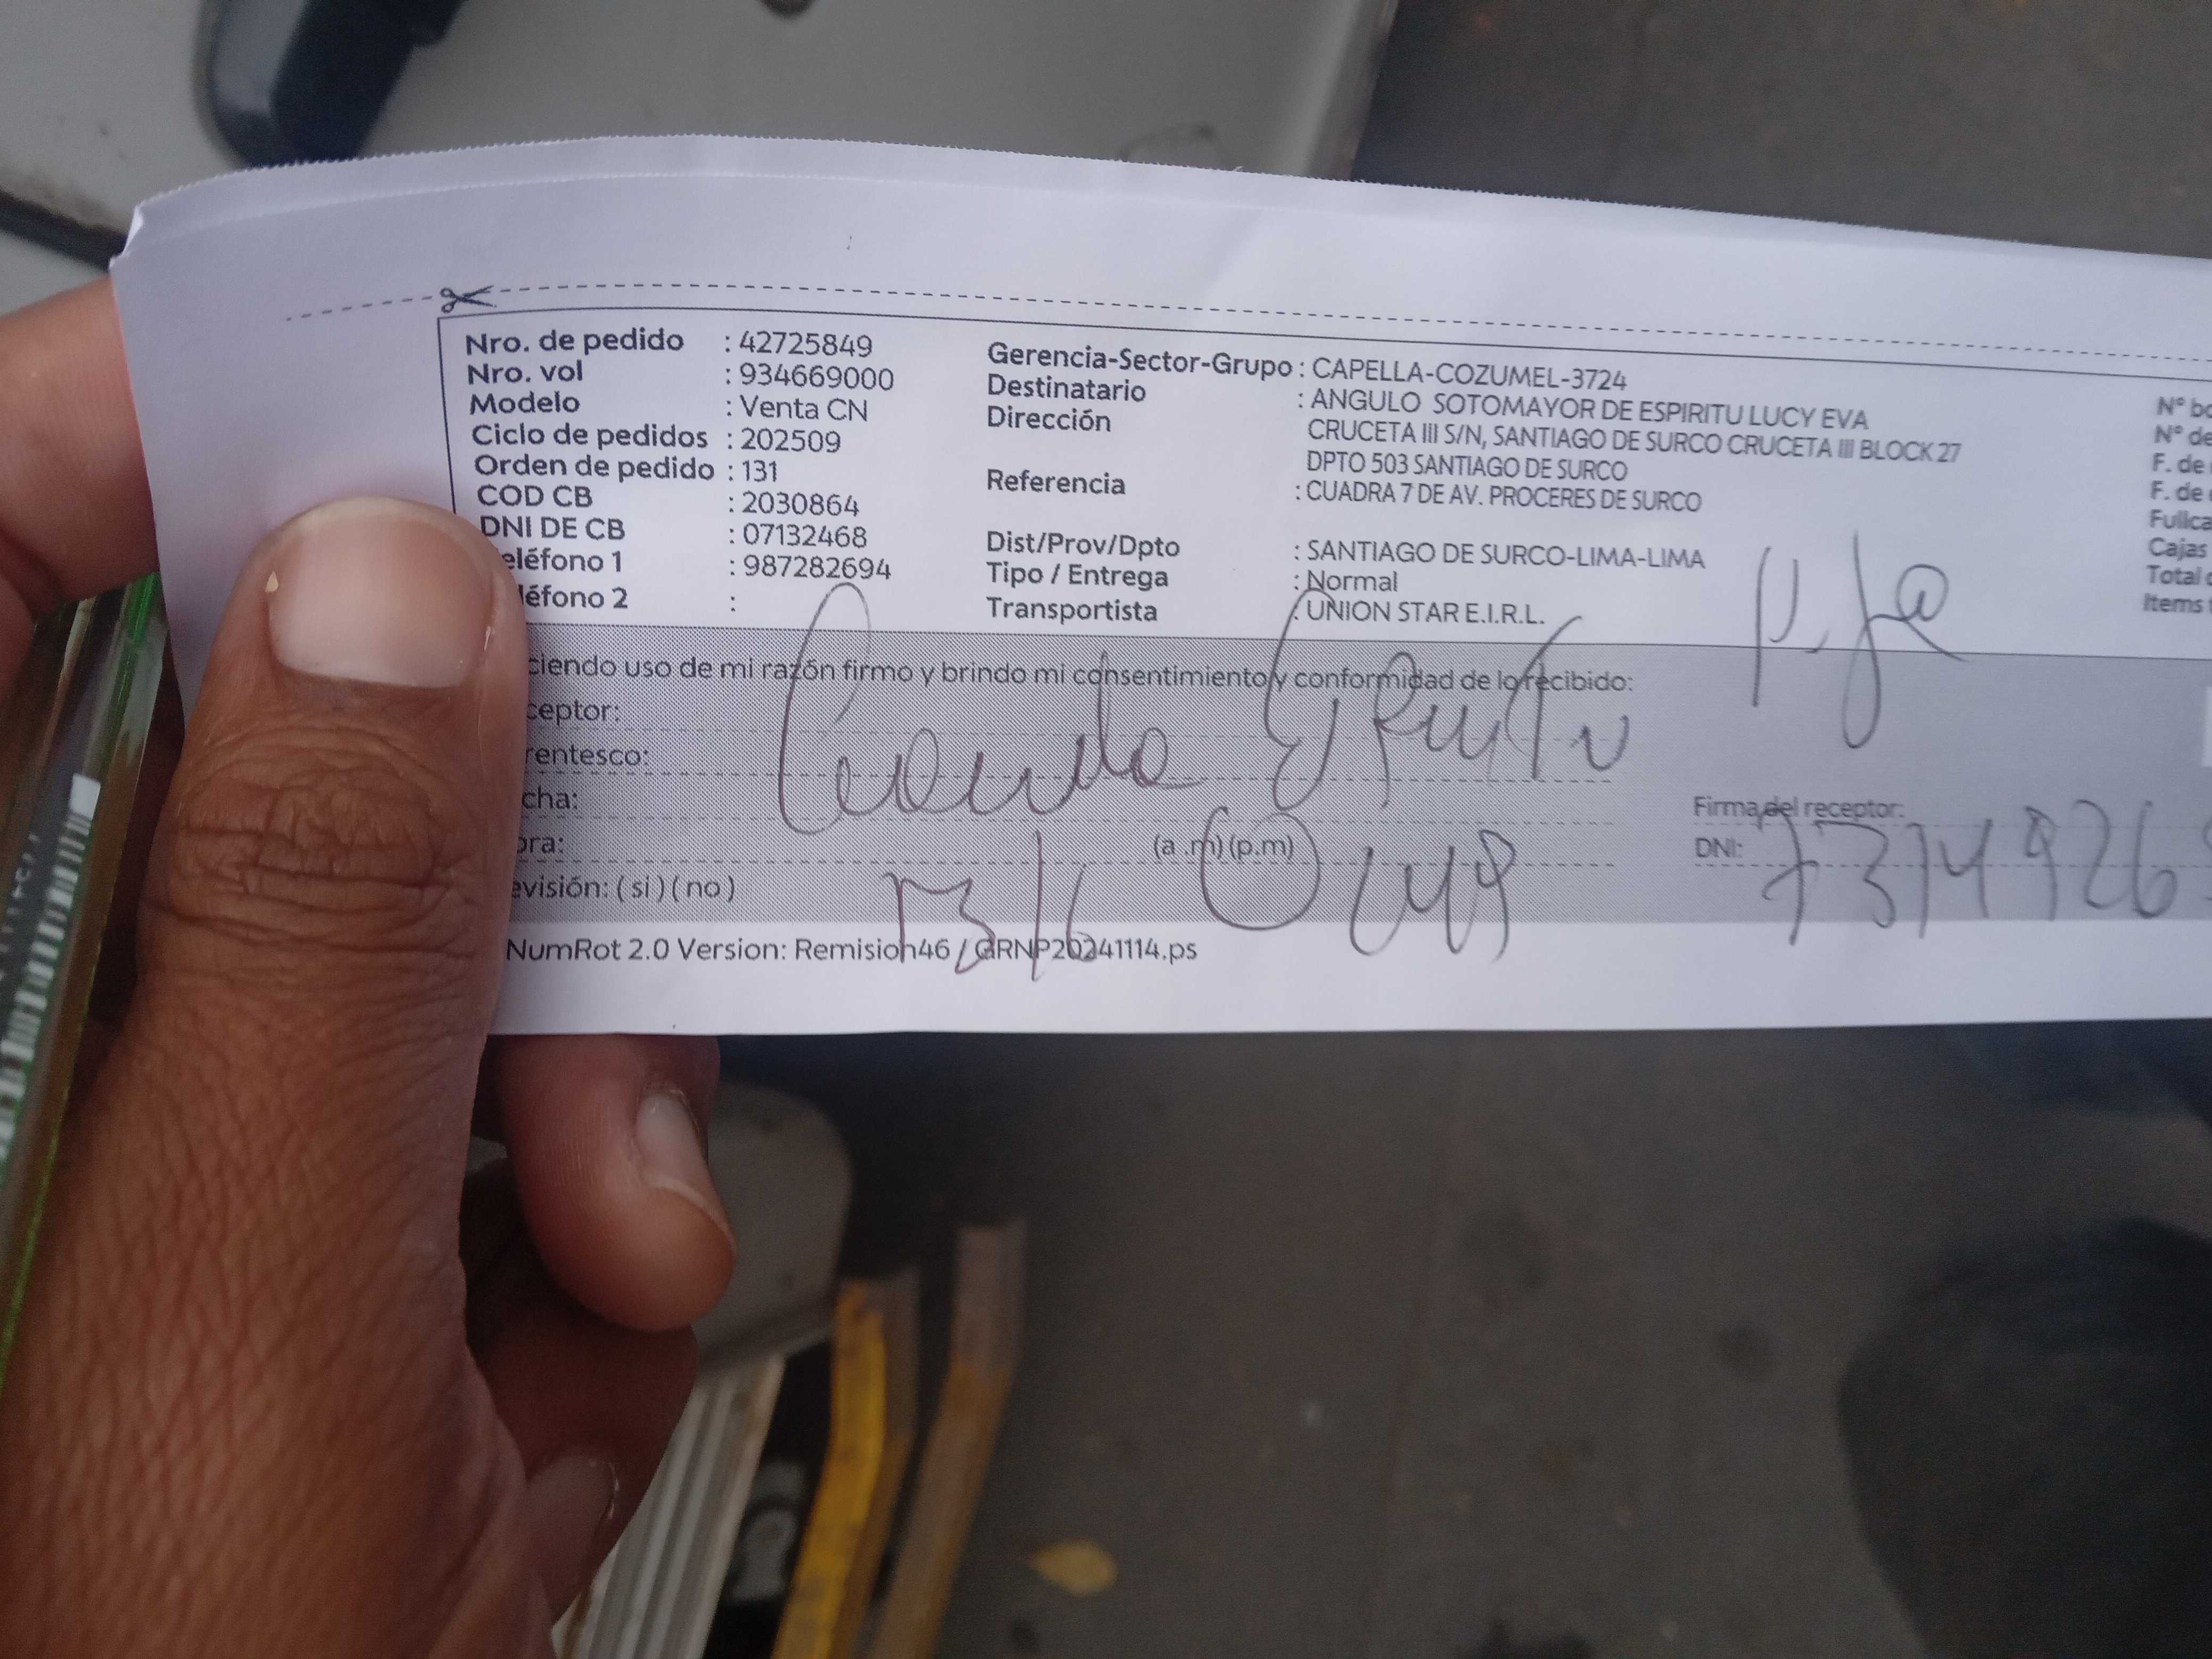 Nro. de pedido : 42725849
Nro. vol : 934669000
Modelo : Venta CN
Ciclo de pedidos : 202509
Orden de pedido : 131
COD CB : 2030864
DNI DE CB : 07132468
eléfono 1 : 987282694
léfono 2 :
Gerencia-Sector-Grupo : CAPELLA-COZUMEL-3724
Destinatario : ANGULO SOTOMAYOR DE ESPIRITU LUCY EVA
Dirección CRUCETA III S/N, SANTIAGO DE SURCO CRUCETA III BLOCK 27
DPTO 503 SANTIAGO DE SURCO
Referencia : CUADRA 7 DE AV. PROCERES DE SURCO
Dist/Prov/Dpto : SANTIAGO DE SURCO-LIMA-LIMA
Tipo / Entrega : Normal
Transportista : UNION STAR E.I.R.L.
N° bo
N° de
F. de
F. de
Fullca
Cajas
Total
Items
ciendo uso de mi razón firmo y brindo mi consentimiento y conformidad de lo recibido:
ceptor:
rentesco:
cha:
ora: (a .m) (p.m)
evisión: ( si ) ( no )
Firma del receptor:
DNI: 7314926
NumRot 2.0 Version: Remision46 / GRNP20241114.ps